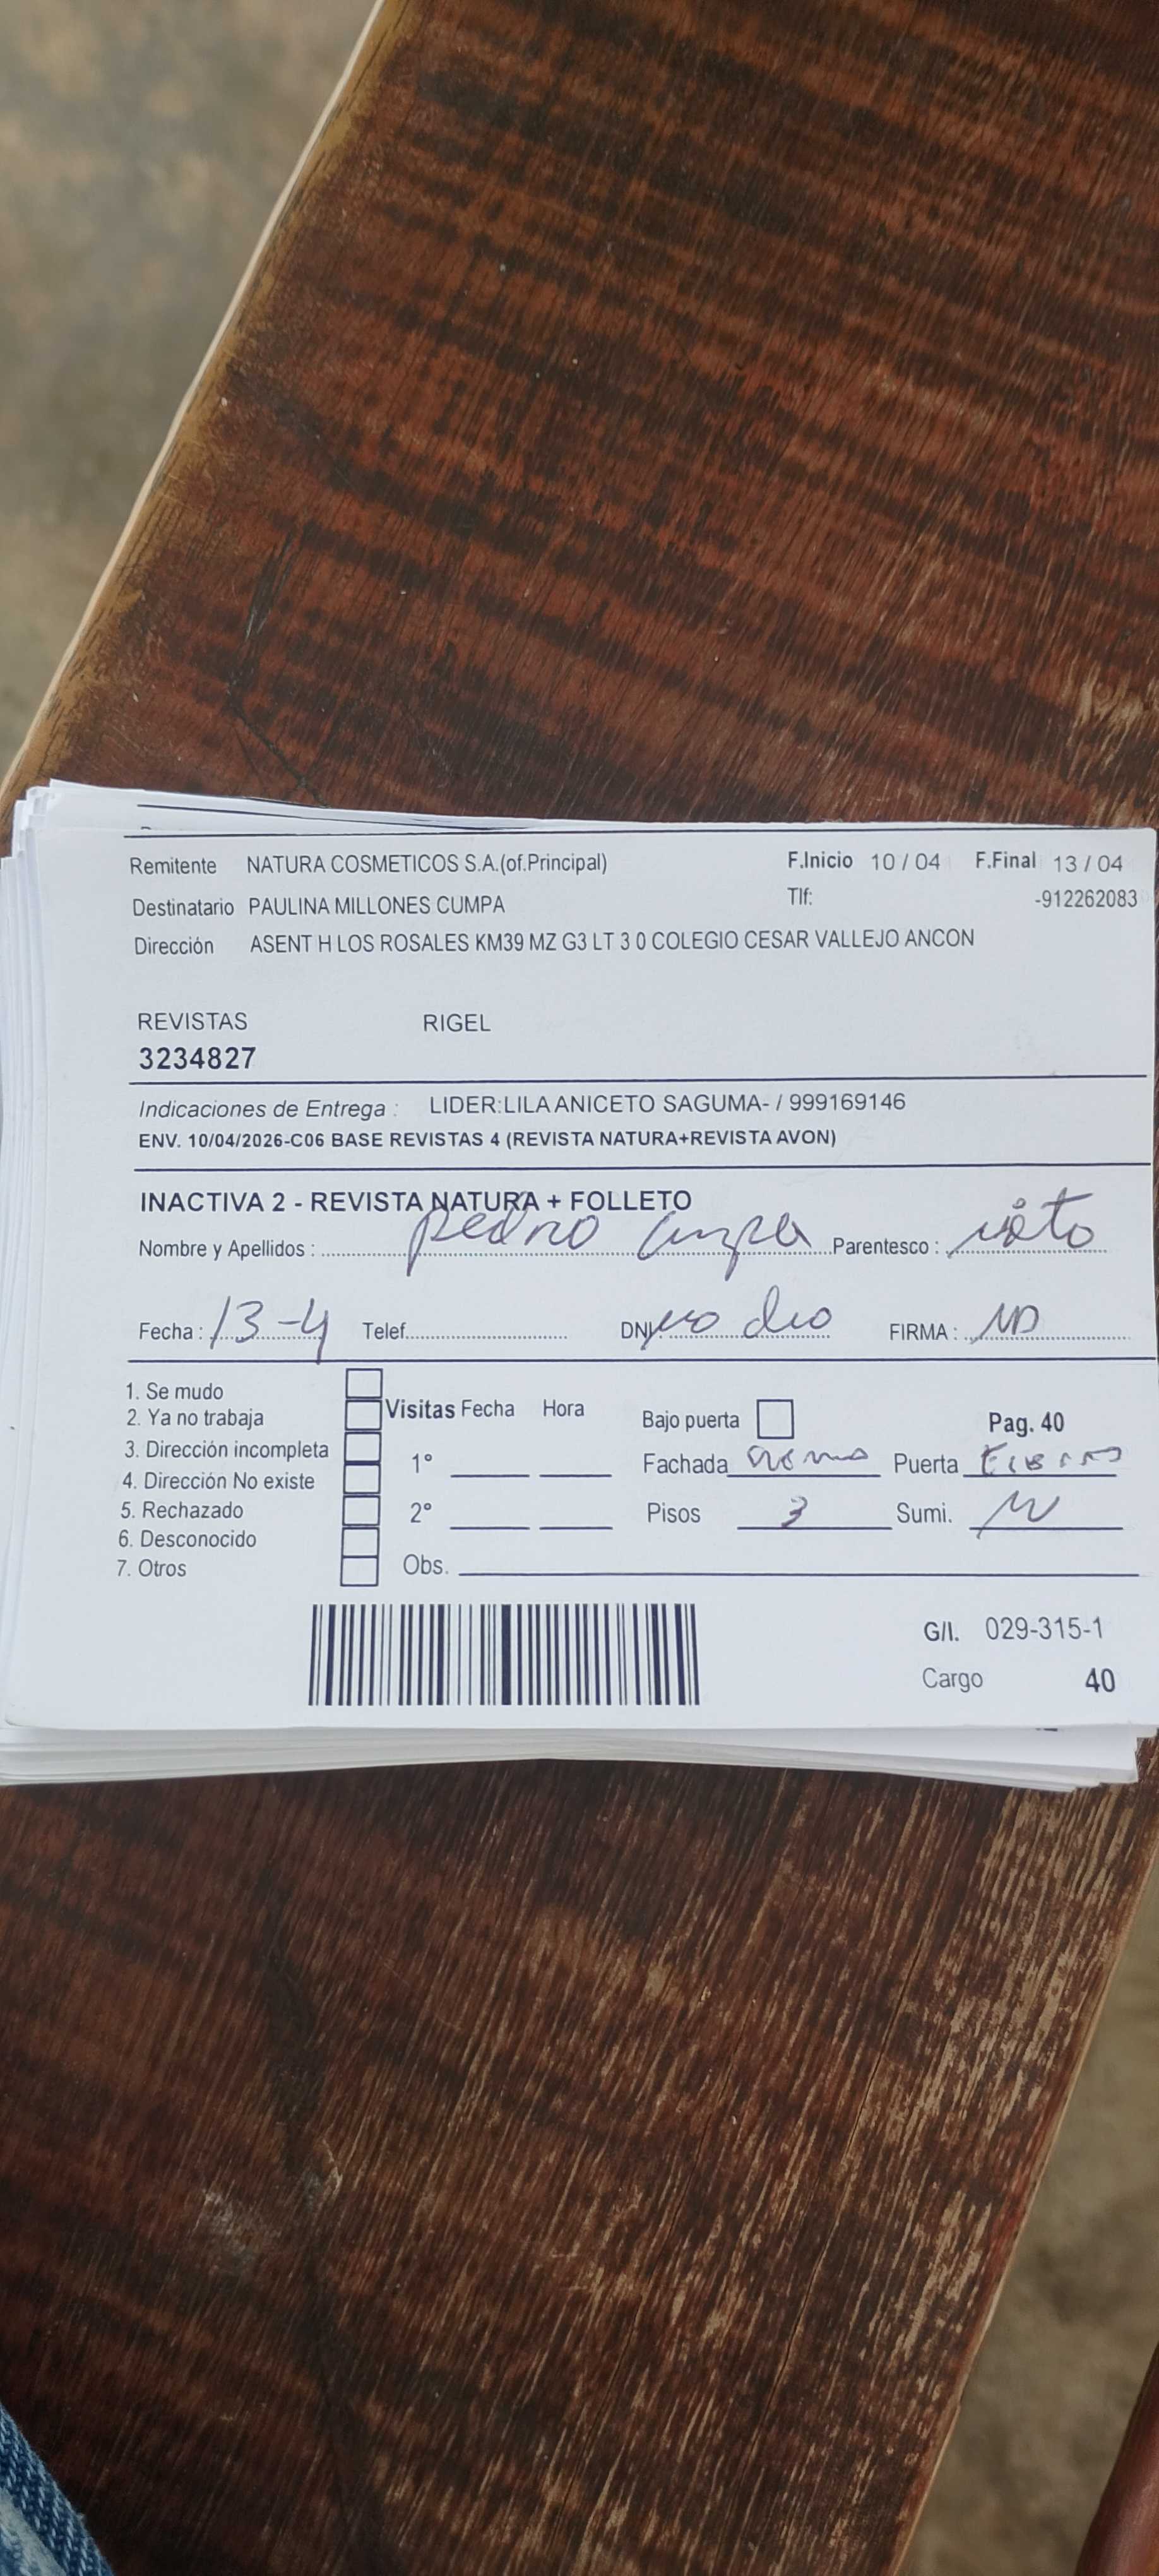 Remitente NATURA COSMETICOS S.A.(of.Principal) F.Inicio 10 / 04 F.Final 13 / 04
Destinatario PAULINA MILLONES CUMPA Tlf: -912262083
Dirección ASENT H LOS ROSALES KM39 MZ G3 LT 3 0 COLEGIO CESAR VALLEJO ANCON
REVISTAS RIGEL
3234827
Indicaciones de Entrega : LIDER:LILA ANICETO SAGUMA- / 999169146
ENV. 10/04/2026-C06 BASE REVISTAS 4 (REVISTA NATURA+REVISTA AVON)
INACTIVA 2 - REVISTA NATURA + FOLLETO
Nombre y Apellidos : pedro cumpa Parentesco :
Fecha : 13-4 Telef. DNI no dio FIRMA :
1. Se mudo
2. Ya no trabaja Visitas Fecha Hora Bajo puerta Pag. 40
3. Dirección incompleta 1° Fachada Puerta
4. Dirección No existe
5. Rechazado 2° Pisos 3 Sumi.
6. Desconocido
7. Otros Obs.
G/I. 029-315-1
Cargo 40